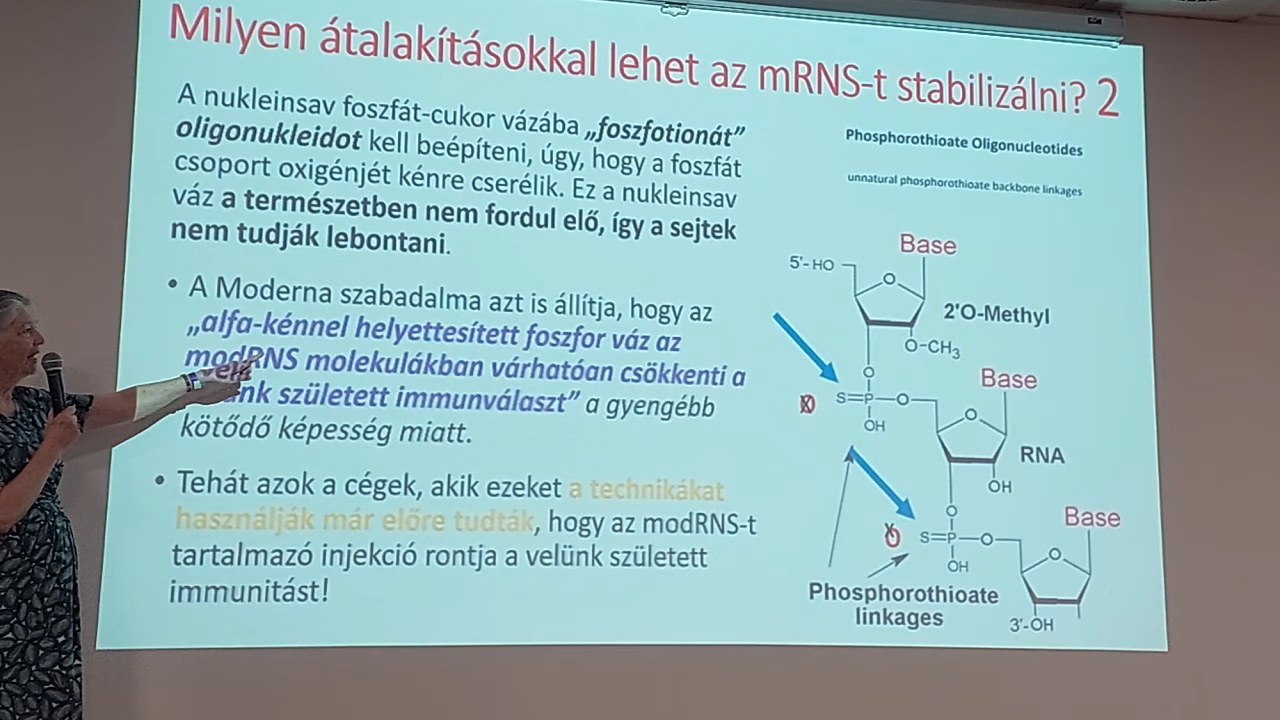 Milyen átalakításokkal lehet az mRNS-t stabilizálni? 2
A nukleinsav foszfát-cukor vázába „foszfotionát”
oligonukleidot kell beépíteni, úgy, hogy a foszfát
csoport oxigénjét kénre cserélik. Ez a nukleinsav
váz a természetben nem fordul elő, így a sejtek
nem tudják lebontani.
• A Moderna szabadalma azt is állítja, hogy az
„alfa-kénnel helyettesített foszfor váz az
modRNS molekulákban várhatóan csökkenti a
született immunválaszt” a gyengébb
kötődő képesség miatt.
• Tehát azok a cégek, akik ezeket a technikákat
használják már előre tudták, hogy az modRNS-t
tartalmazó injekció rontja a velünk született
immunitást!
Phosphorothioate Oligonucleotides
unnatural phosphorothioate backbone linkages
Base
5'-HO
O
2'O-Methyl
O-CH3
O
Base
O S=P—O
O
OH
RNA
OH
O
Base
O S=P—O
O
OH
Phosphorothioate
linkages
3'-OH